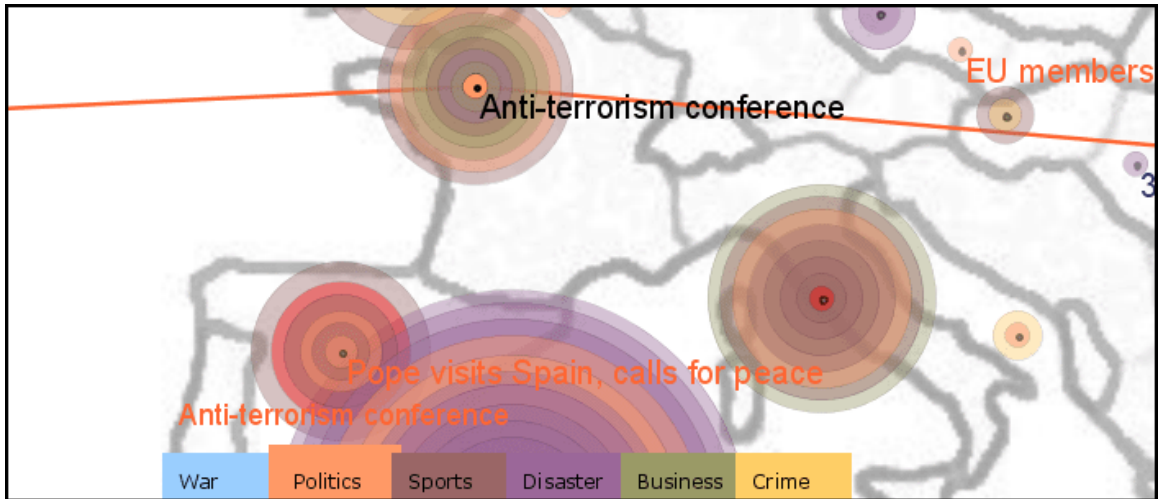 EU members
Anti-terrorism conference
3
Pope visits Spain, calls for peace
Anti-terrorism conference
War
Politics
Sports
Disaster
Business
Crime